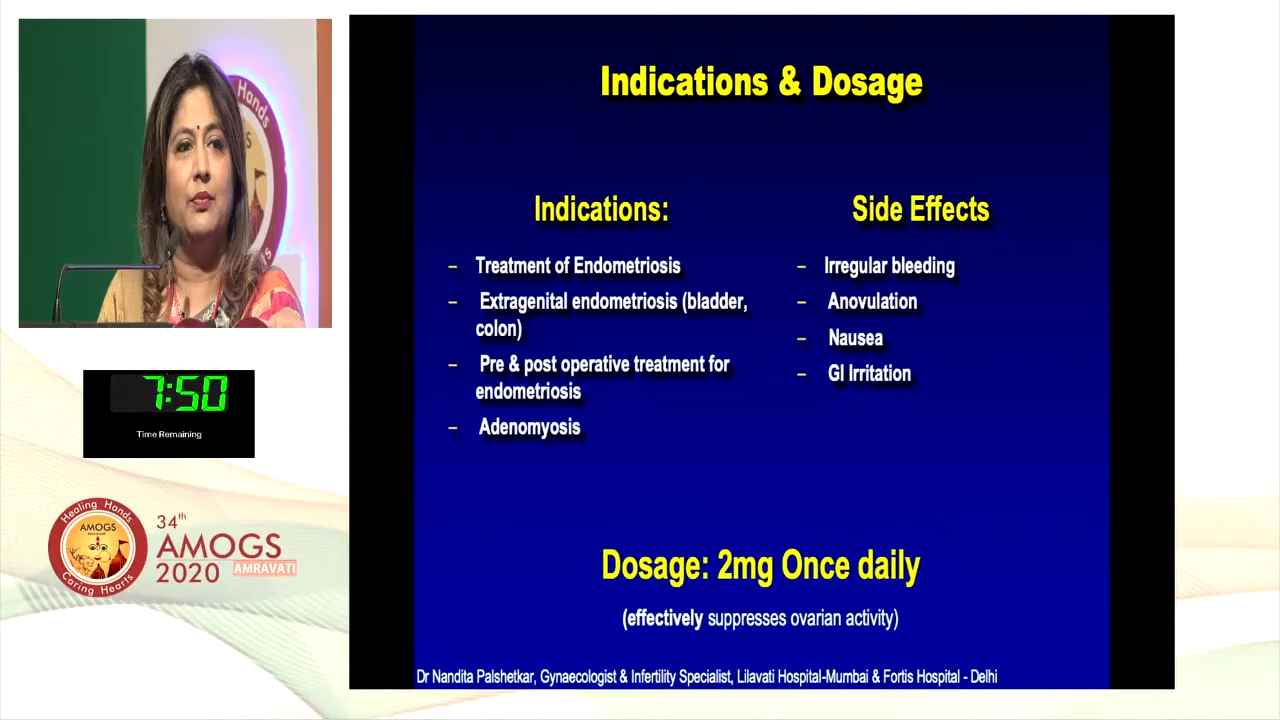 Indications & Dosage
Indications:
– Treatment of Endometriosis
– Extragenital endometriosis (bladder,
colon)
– Pre & post operative treatment for
endometriosis
– Adenomyosis
Side Effects
– Irregular bleeding
– Anovulation
– Nausea
– GI Irritation
Dosage: 2mg Once daily
(effectively suppresses ovarian activity)
Dr Nandita Palshetkar, Gynaecologist & Infertility Specialist, Lilavati Hospital-Mumbai & Fortis Hospital - Delhi
Hands
GS
7:50
Time Remaining
Healing Hands
AMOGS
Amravati
Caring Hearts
34th
AMOGS
2020 AMRAVATI